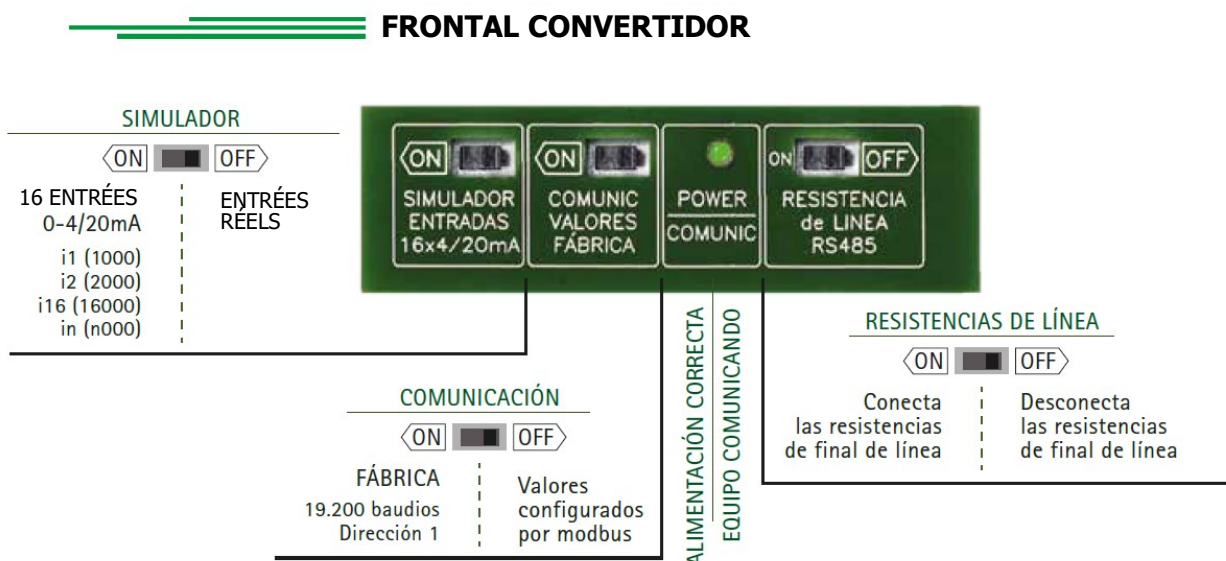 FRONTAL CONVERTIDOR
SIMULADOR
ON OFF
16 ENTRÉES
0-4/20mA
i1 (1000)
i2 (2000)
i16 (16000)
in (n000)
ENTRÉES
RÉELS
ON
SIMULADOR
ENTRADAS
16x4/20mA
ON
COMUNIC
VALORES
FÁBRICA
POWER
COMUNIC
ON OFF
RESISTENCIA
de LINEA
RS485
ALIMENTACIÓN CORRECTA
EQUIPO COMUNICANDO
COMUNICACIÓN
ON OFF
FÁBRICA
19.200 baudios
Dirección 1
Valores
configurados
por modbus
RESISTENCIAS DE LÍNEA
ON OFF
Conecta
las resistencias
de final de línea
Desconecta
las resistencias
de final de línea